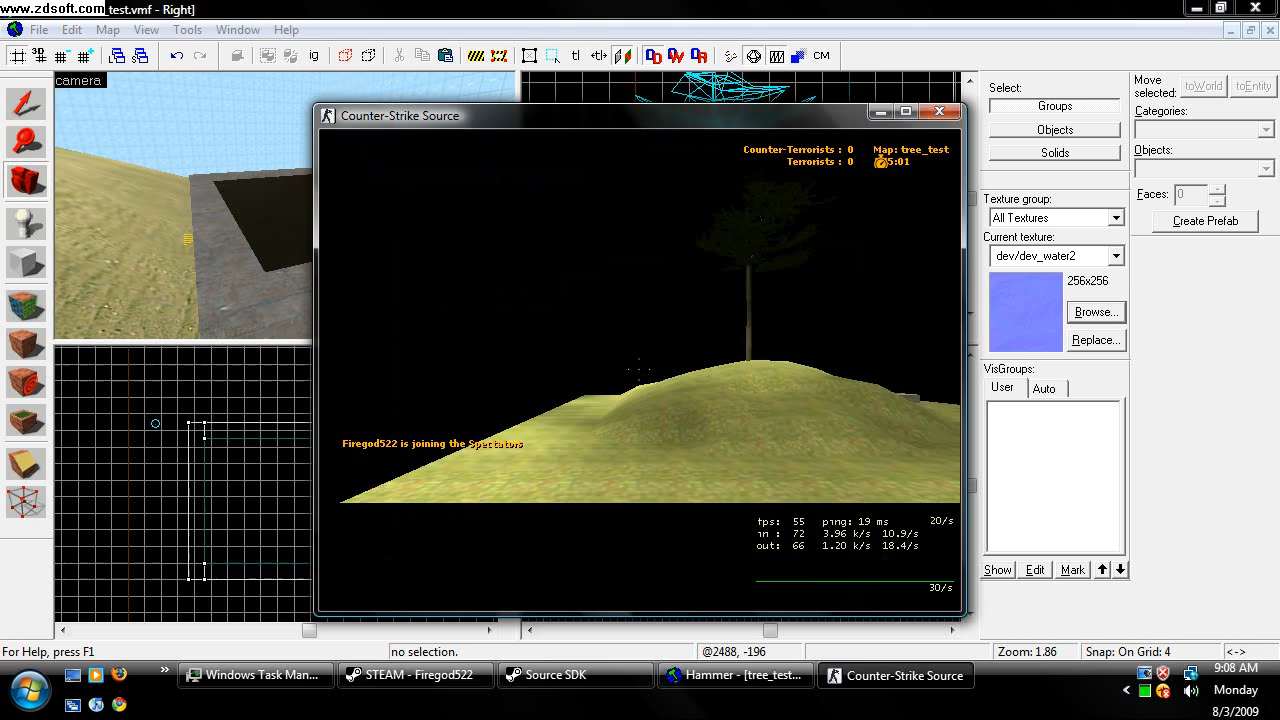 www.zdsoft.com _test.vmf - Right]
File Edit Map View Tools Window Help
3D ig tl +tl+ CM
camera
Counter-Strike Source
Counter-Terrorists : 0 Map: tree_test
Terrorists : 0 5:01
Firegod522 is joining the Spectators
fps: 55 ping: 19 ms 20/s
in : 72 3.96 k/s 10.9/s
out: 66 1.20 k/s 18.4/s
30/s
Select:
Groups
Objects
Solids
Texture group:
All Textures
Current texture:
dev/dev_water2
256x256
Browse...
Replace...
VisGroups:
User Auto
Show Edit Mark
Move selected: toWorld toEntity
Categories:
Objects:
Faces: 0
Create Prefab
For Help, press F1 no selection. @2488, -196 Zoom: 1.86 Snap: On Grid: 4 <->
Windows Task Man... STEAM - Firegod522 Source SDK Hammer - [tree_test... Counter-Strike Source
9:08 AM
Monday
8/3/2009